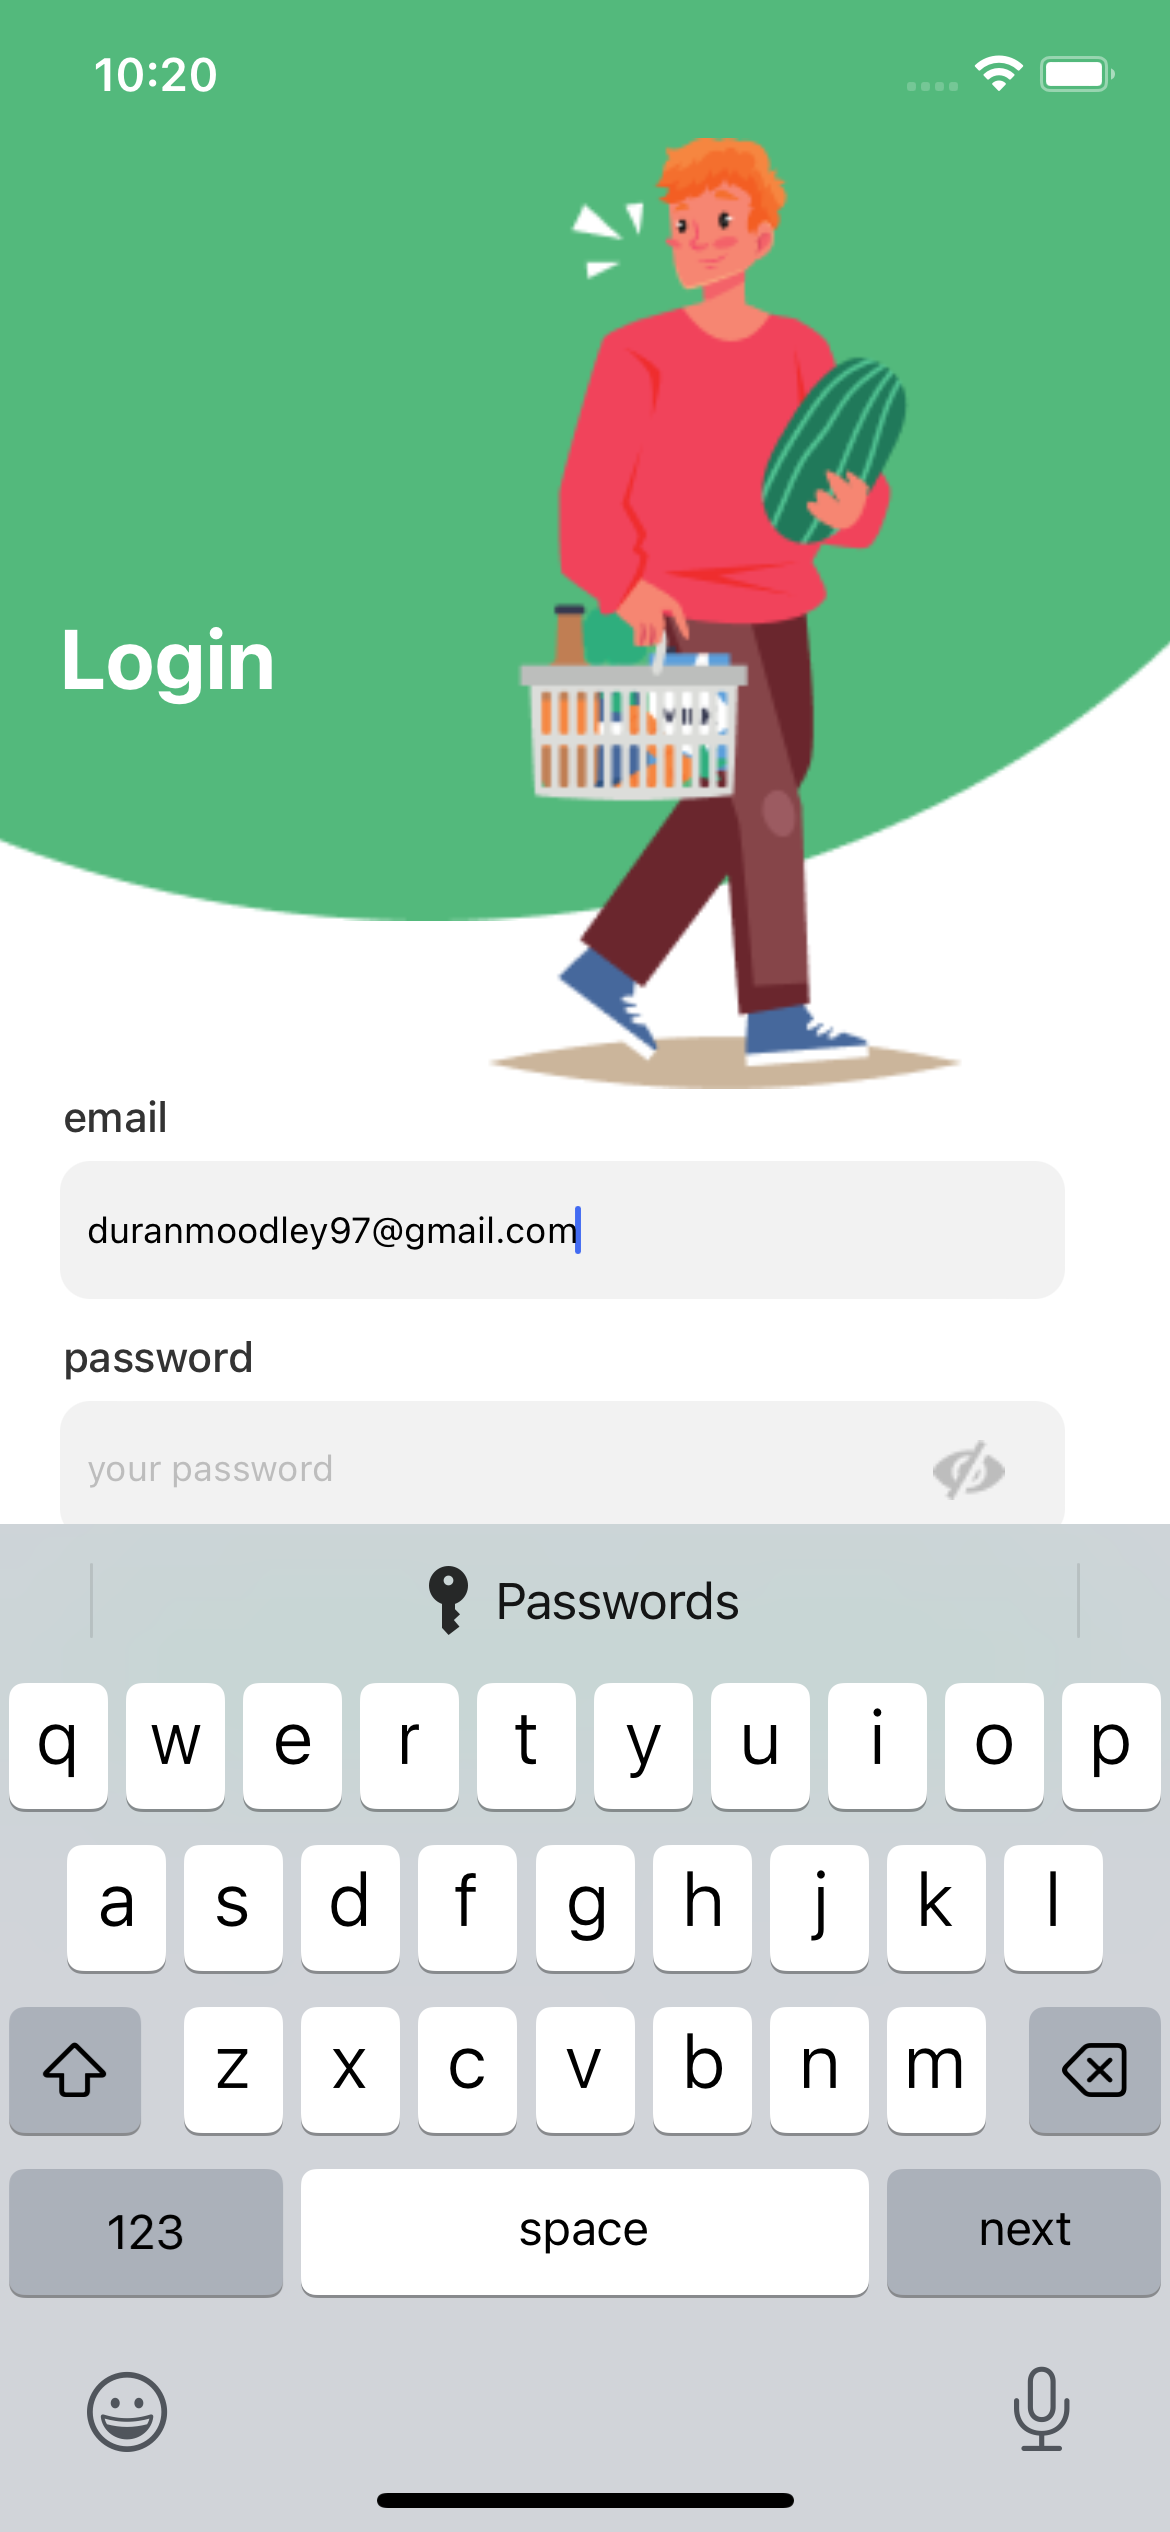 10:20
Login
email
duranmoodley97@gmail.com
password
your password
Passwords
q w e r t y u i o p
a s d f g h j k l
z x c v b n m
123 space next